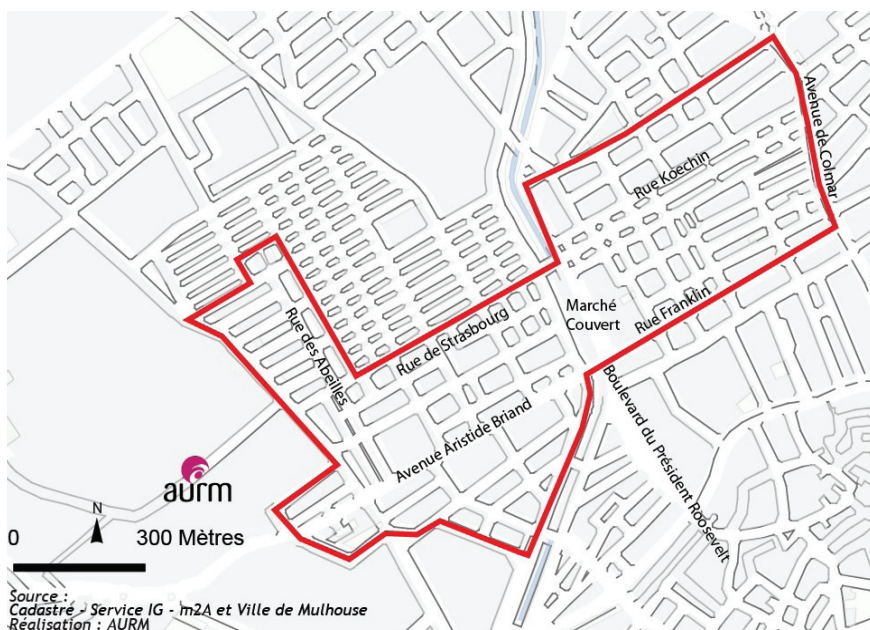 Avenue de Colmar
Rue Koechin
Rue Franklin
Marché
Couvert
Rue de Strasbourg
Rue des Abeilles
Avenue Aristide Briand
Boulevard du Président Roosevelt
aurm
N
0 300 Mètres
Source :
Cadastre - Service IG - m2A et Ville de Mulhouse
Réalisation : AURM